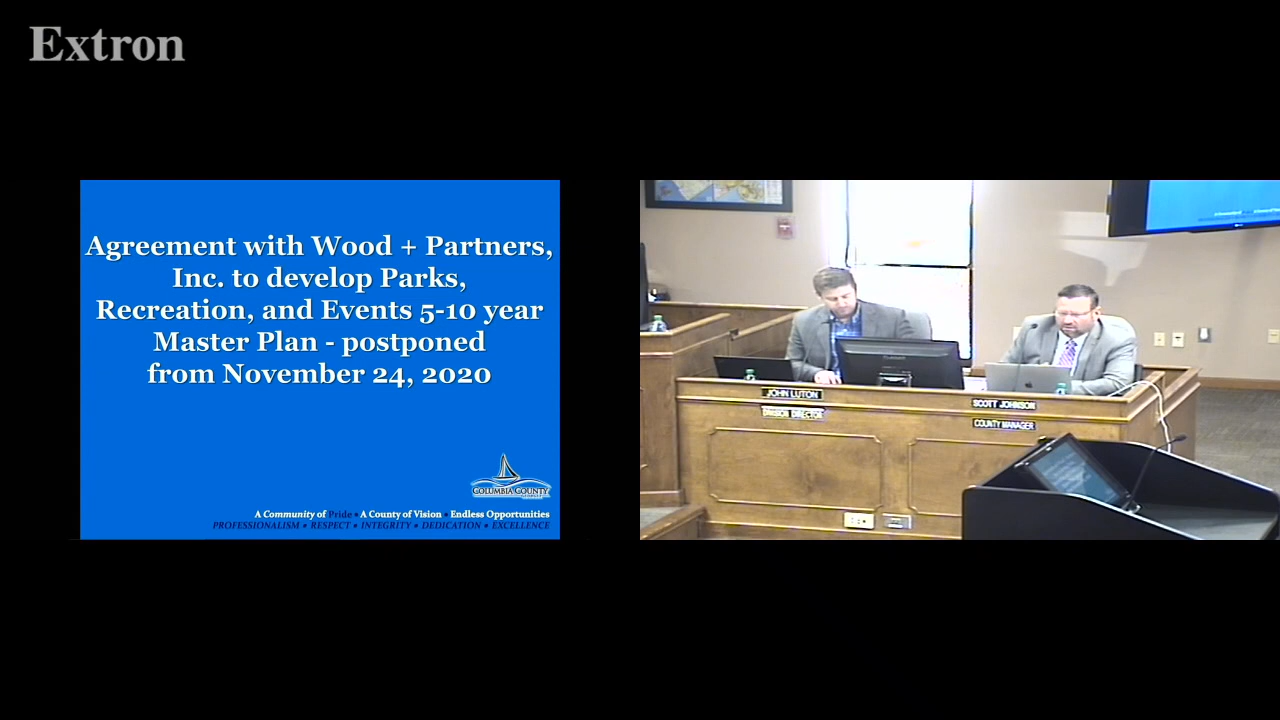 Extron
Agreement with Wood + Partners,
Inc. to develop Parks,
Recreation, and Events 5-10 year
Master Plan - postponed
from November 24, 2020
COLUMBIA COUNTY
A Community of Pride • A County of Vision • Endless Opportunities
PROFESSIONALISM • RESPECT • INTEGRITY • DEDICATION • EXCELLENCE
JOHN LUTON
DIVISION DIRECTOR
SCOTT JOHNSON
COUNTY MANAGER